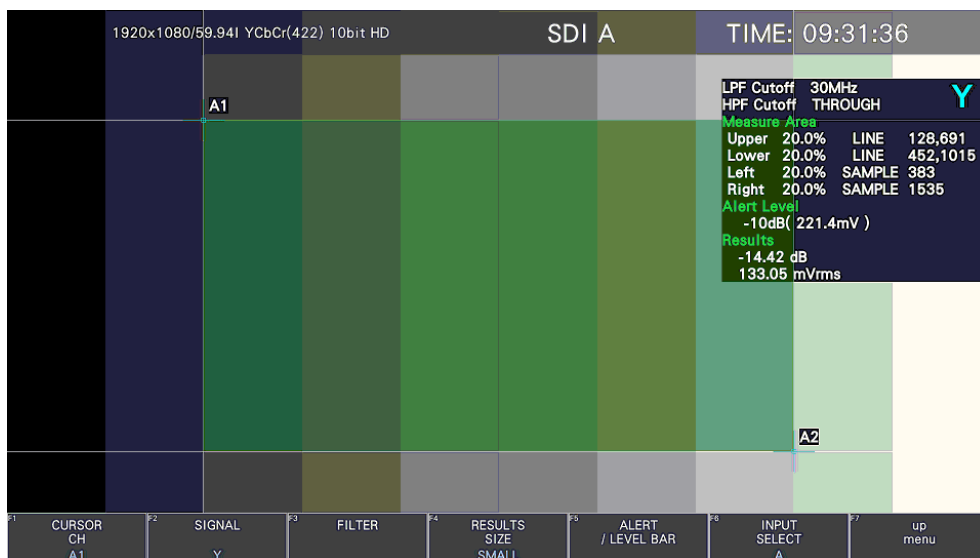 1920x1080/59.94I YCbCr(422) 10bit HD SDI A TIME: 09:31:36
A1
LPF Cutoff 30MHz Y
HPF Cutoff THROUGH
Measure Area
Upper 20.0% LINE 128,691
Lower 20.0% LINE 452,1015
Left 20.0% SAMPLE 383
Right 20.0% SAMPLE 1535
Alert Level
-10dB( 221.4mV )
Results
-14.42 dB
133.05 mVrms
A2
F1 CURSOR CH A1
F2 SIGNAL Y
F3 FILTER
F4 RESULTS SIZE SMALL
F5 ALERT / LEVEL BAR
F6 INPUT SELECT A
F7 up menu